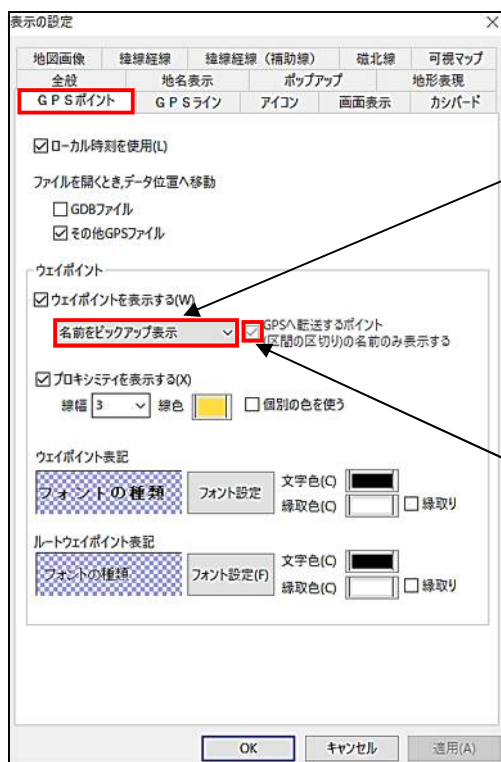 表示の設定
地図画像 緯線経線 緯線経線（補助線） 磁北線 可視マップ
全般 地名表示 ポップアップ 地形表現
ＧＰＳポイント ＧＰＳライン アイコン 画面表示 カシバード
ローカル時刻を使用(L)
ファイルを開くとき,データ位置へ移動
GDBファイル
その他GPSファイル
ウェイポイント
ウェイポイントを表示する(W)
名前をピックアップ表示 GPSへ転送するポイント
(区間の区切り)の名前のみ表示する
プロキシミティを表示する(X)
線幅 3 線色 個別の色を使う
ウェイポイント表記
フォントの種類 フォント設定 文字色(C)
縁取色(C) 縁取り
ルートウェイポイント表記
フォントの種類 フォント設定(F) 文字色(C)
縁取色(C) 縁取り
OK キャンセル 適用(A)